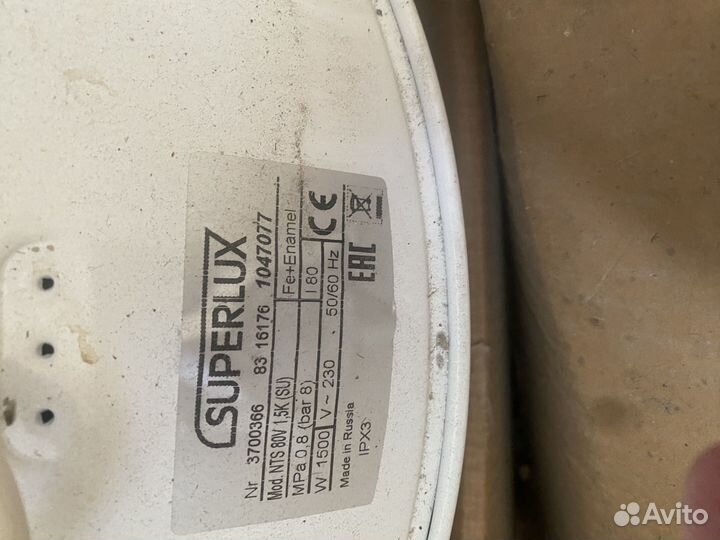 SUPERLUX
Nr 3700366 83 16176 1047077
Mod. NTS 80V 1,5K (SU) Fe+Enamel
MPa 0,8 (bar 8) l 80
W 1500 V~ 230 50/60 Hz
Made in Russia
IPX3
CE
EAC
Avito